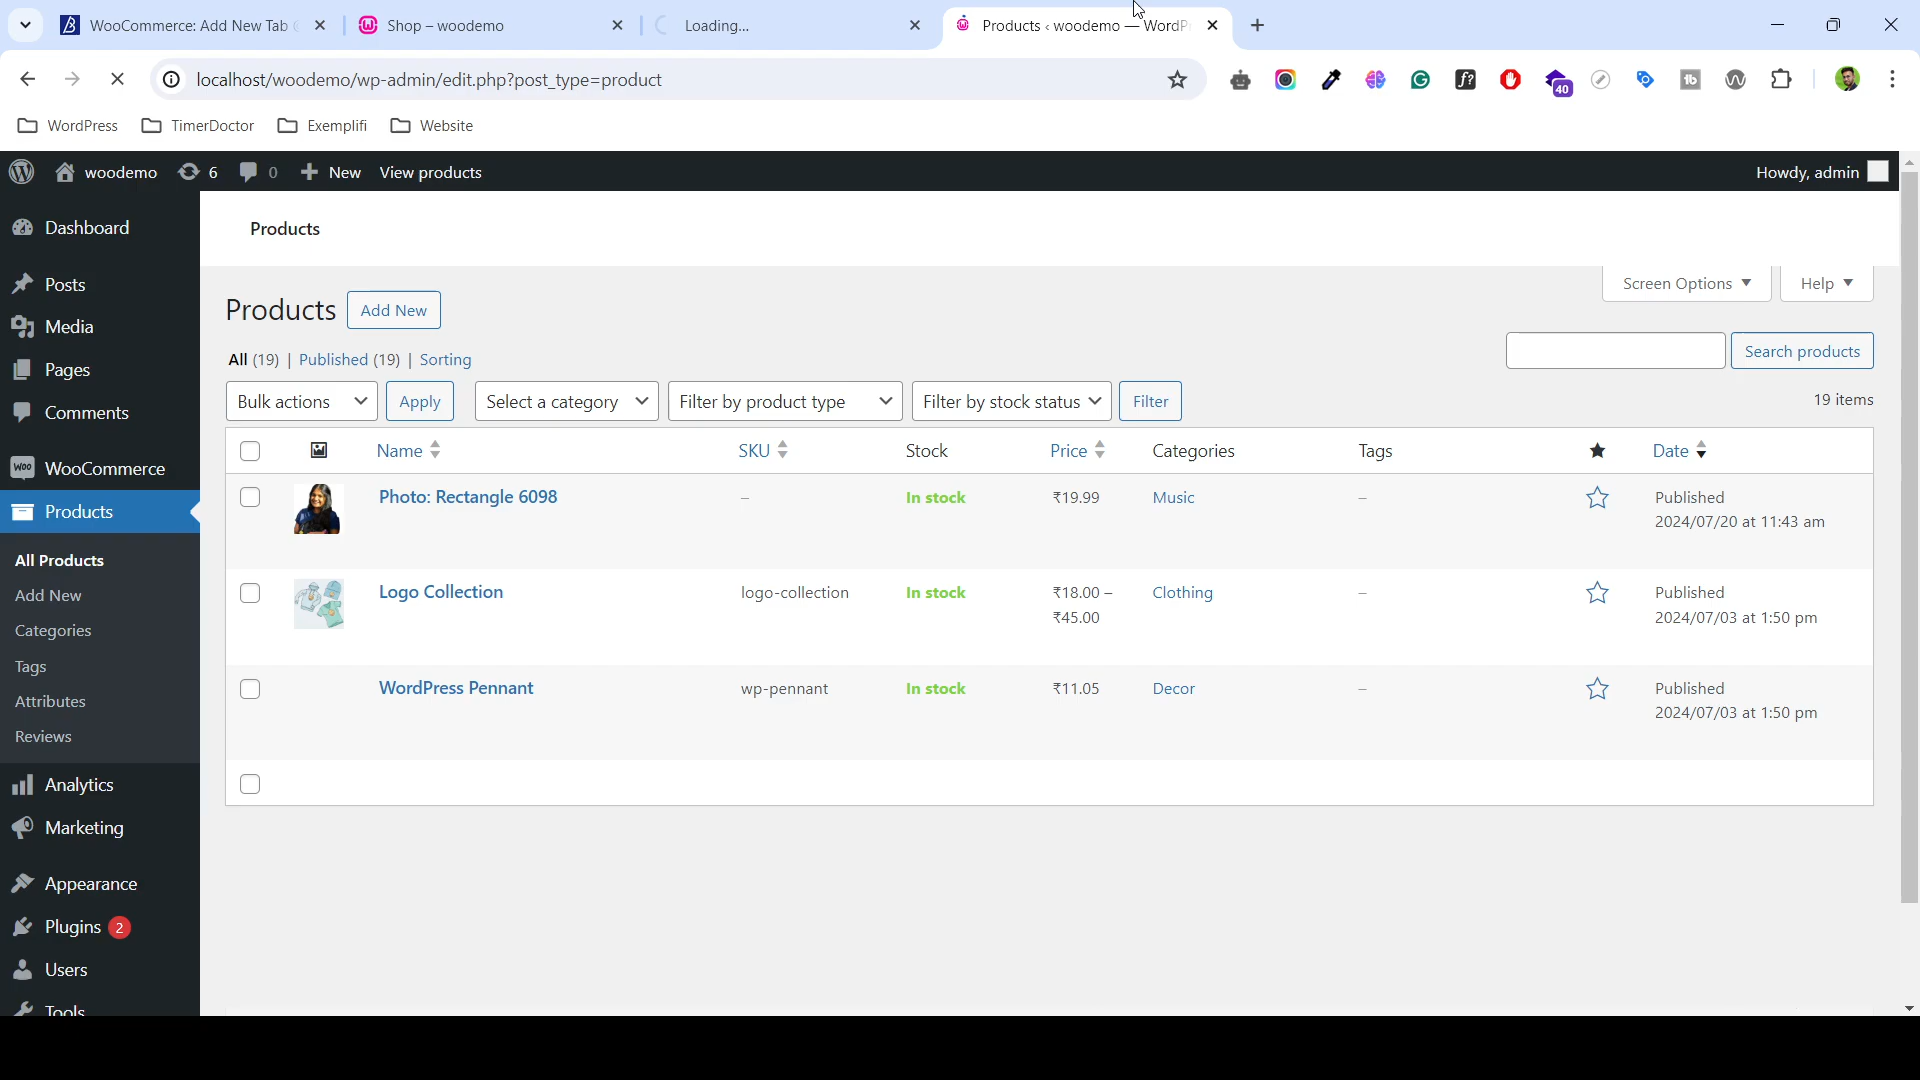 WooCommerce: Add New Tab
Shop – woodemo
Loading...
Products ‹ woodemo — WordP
localhost/woodemo/wp-admin/edit.php?post_type=product
f?
40
tb
WordPress
TimerDoctor
Exemplifi
Website
woodemo
6
0
New
View products
Howdy, admin
Dashboard
Posts
Media
Pages
Comments
WOO
WooCommerce
Products
All Products
Add New
Categories
Tags
Attributes
Reviews
Analytics
Marketing
Appearance
Plugins 2
Users
Tools
Products
Screen Options
Help
Products
Add New
All (19) | Published (19) | Sorting
Search products
Bulk actions
Apply
Select a category
Filter by product type
Filter by stock status
Filter
19 items
Name SKU Stock Price Categories Tags Date
Photo: Rectangle 6098 – In stock ₹19.99 Music – Published
2024/07/20 at 11:43 am
Logo Collection logo-collection In stock ₹18.00 – Clothing – Published
₹45.00 2024/07/03 at 1:50 pm
WordPress Pennant wp-pennant In stock ₹11.05 Decor – Published
2024/07/03 at 1:50 pm